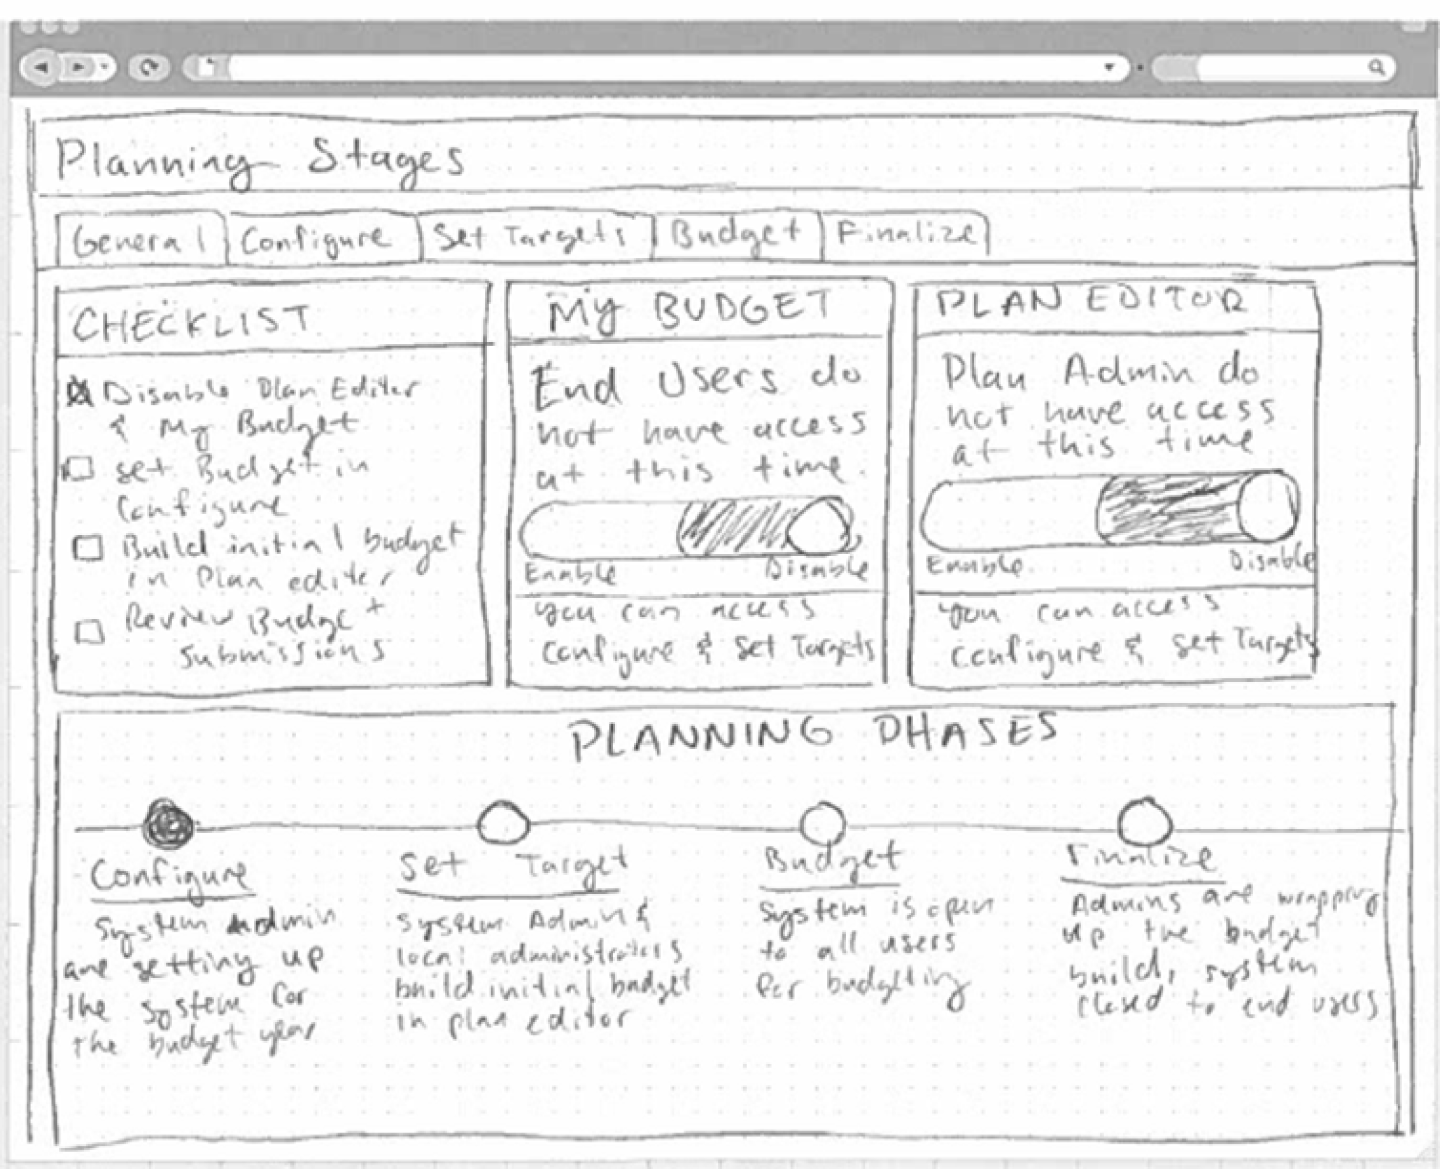 Planning Stages
General
Configure
Set Targets
Budget
Finalize
CHECKLIST
Disable Plan Editor
& My Budget
set Budget in
Configure
Build initial budget
in Plan editer
Review Budget
submissions
MY BUDGET
End Users do
not have access
at this time.
Enable
Disable
you can access
configure & set Targets
PLAN EDITOR
Plan Admin do
not have access
at this time
Enable
Disable
you can access
configure & set Targets
PLANNING PHASES
Configure
System Admin
are setting up
the system for
the budget year
Set Target
System Admin &
local administrators
build initial budget
in plan editor
Budget
System is open
to all users
for budgeting
Finalize
Admins are wrapping
up the budget
build, system
closed to end users